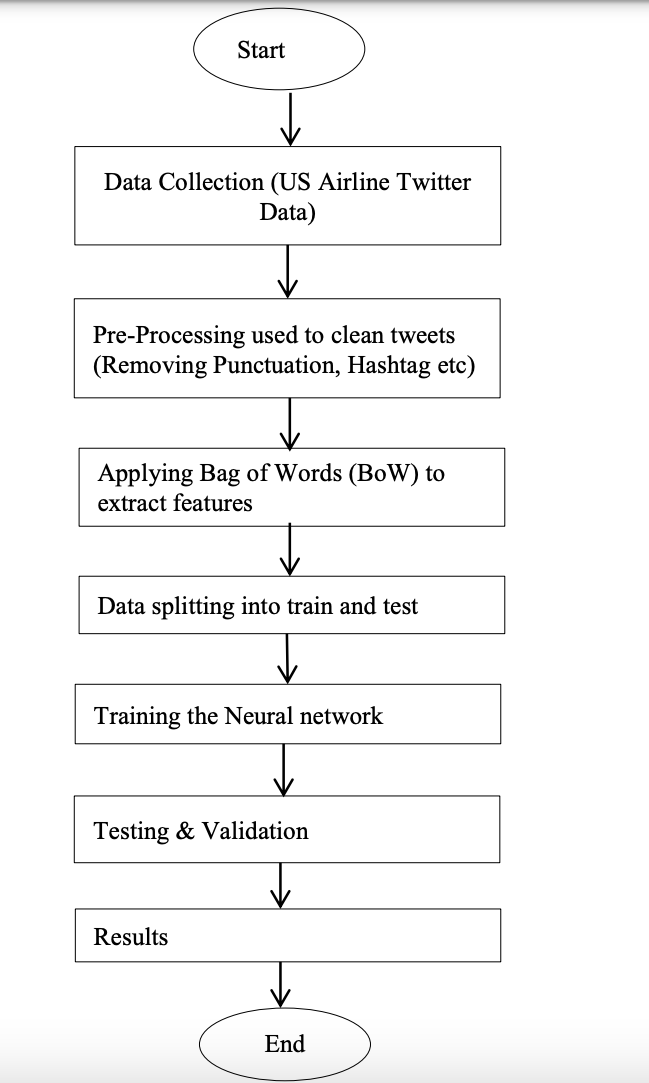 Start
Data Collection (US Airline Twitter
Data)
Pre-Processing used to clean tweets
(Removing Punctuation, Hashtag etc)
Applying Bag of Words (BoW) to
extract features
Data splitting into train and test
Training the Neural network
Testing & Validation
Results
End